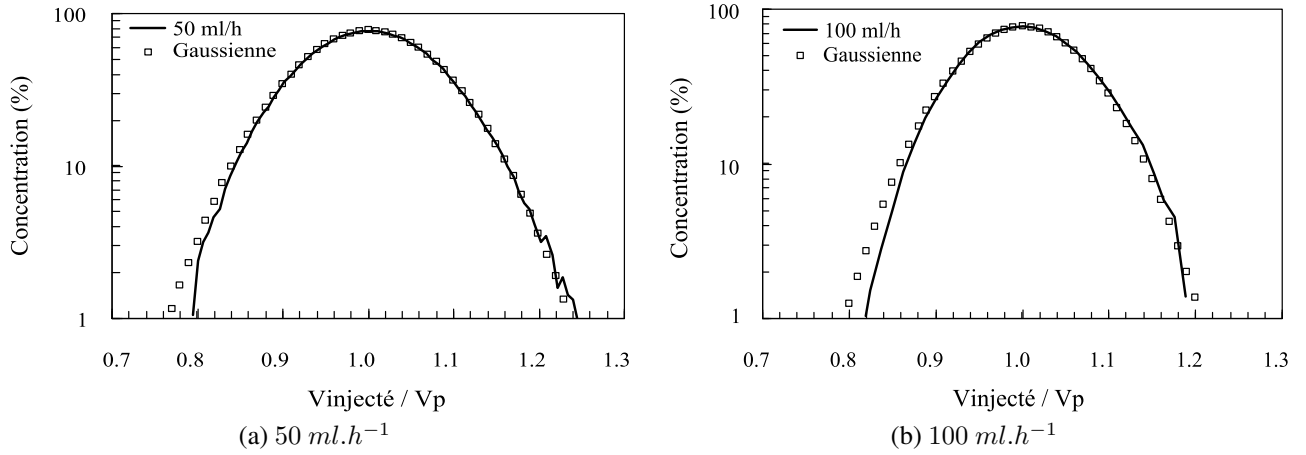 100
50 ml/h
Gaussienne
10
1
Concentration (%)
0.7 0.8 0.9 1.0 1.1 1.2 1.3
Vinjecté / Vp
(a) 50 ml.h⁻¹
100
100 ml/h
Gaussienne
10
1
Concentration (%)
0.7 0.8 0.9 1.0 1.1 1.2 1.3
Vinjecté / Vp
(b) 100 ml.h⁻¹